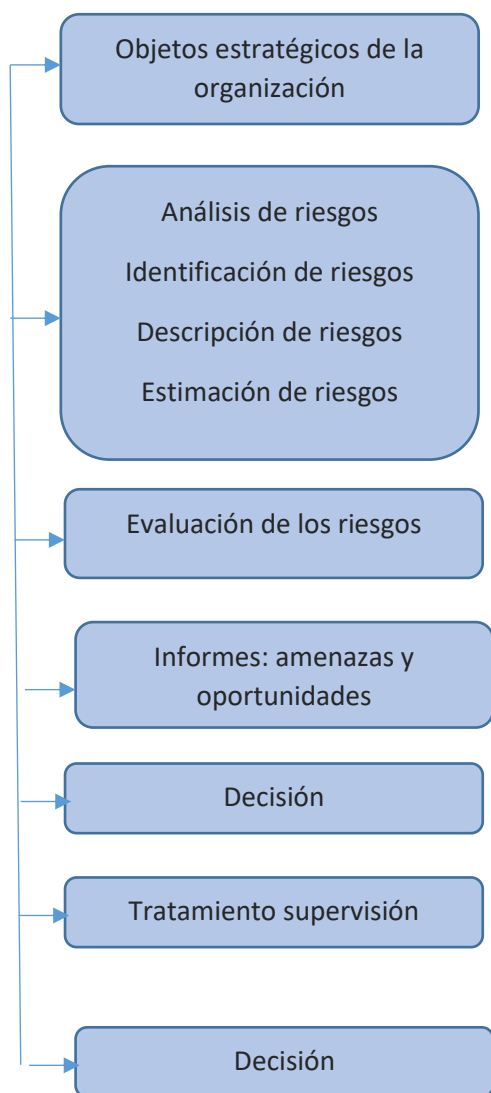 Objetos estratégicos de la
organización
Análisis de riesgos
Identificación de riesgos
Descripción de riesgos
Estimación de riesgos
Evaluación de los riesgos
Informes: amenazas y
oportunidades
Decisión
Tratamiento supervisión
Decisión